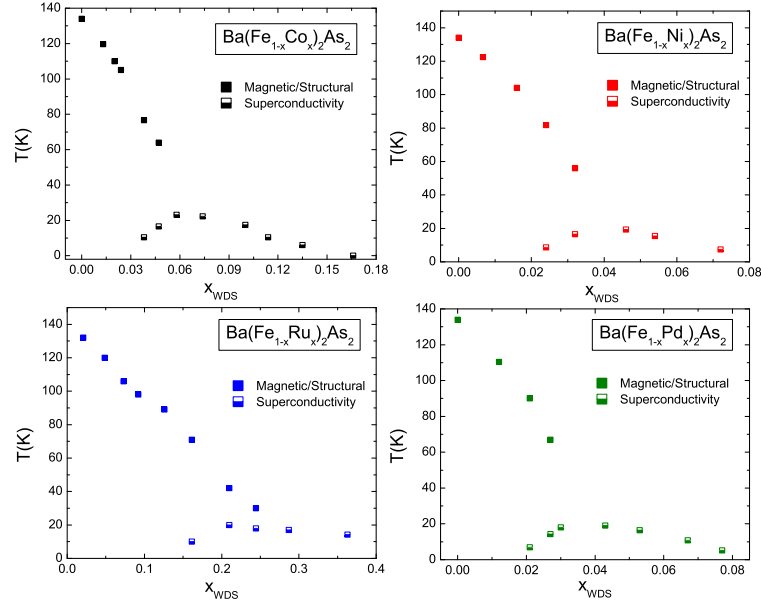 Ba(Fe1-xCox)2As2
Magnetic/Structural
Superconductivity
T(K)
140
120
100
80
60
40
20
0
0.00
0.03
0.06
0.09
0.12
0.15
0.18
xWDS
Ba(Fe1-xNix)2As2
Magnetic/Structural
Superconductivity
T(K)
140
120
100
80
60
40
20
0
0.00
0.02
0.04
0.06
0.08
xWDS
Ba(Fe1-xRux)2As2
Magnetic/Structural
Superconductivity
T(K)
140
120
100
80
60
40
20
0
0.0
0.1
0.2
0.3
0.4
xWDS
Ba(Fe1-xPdx)2As2
Magnetic/Structural
Superconductivity
T(K)
140
120
100
80
60
40
20
0
0.00
0.02
0.04
0.06
0.08
xWDS